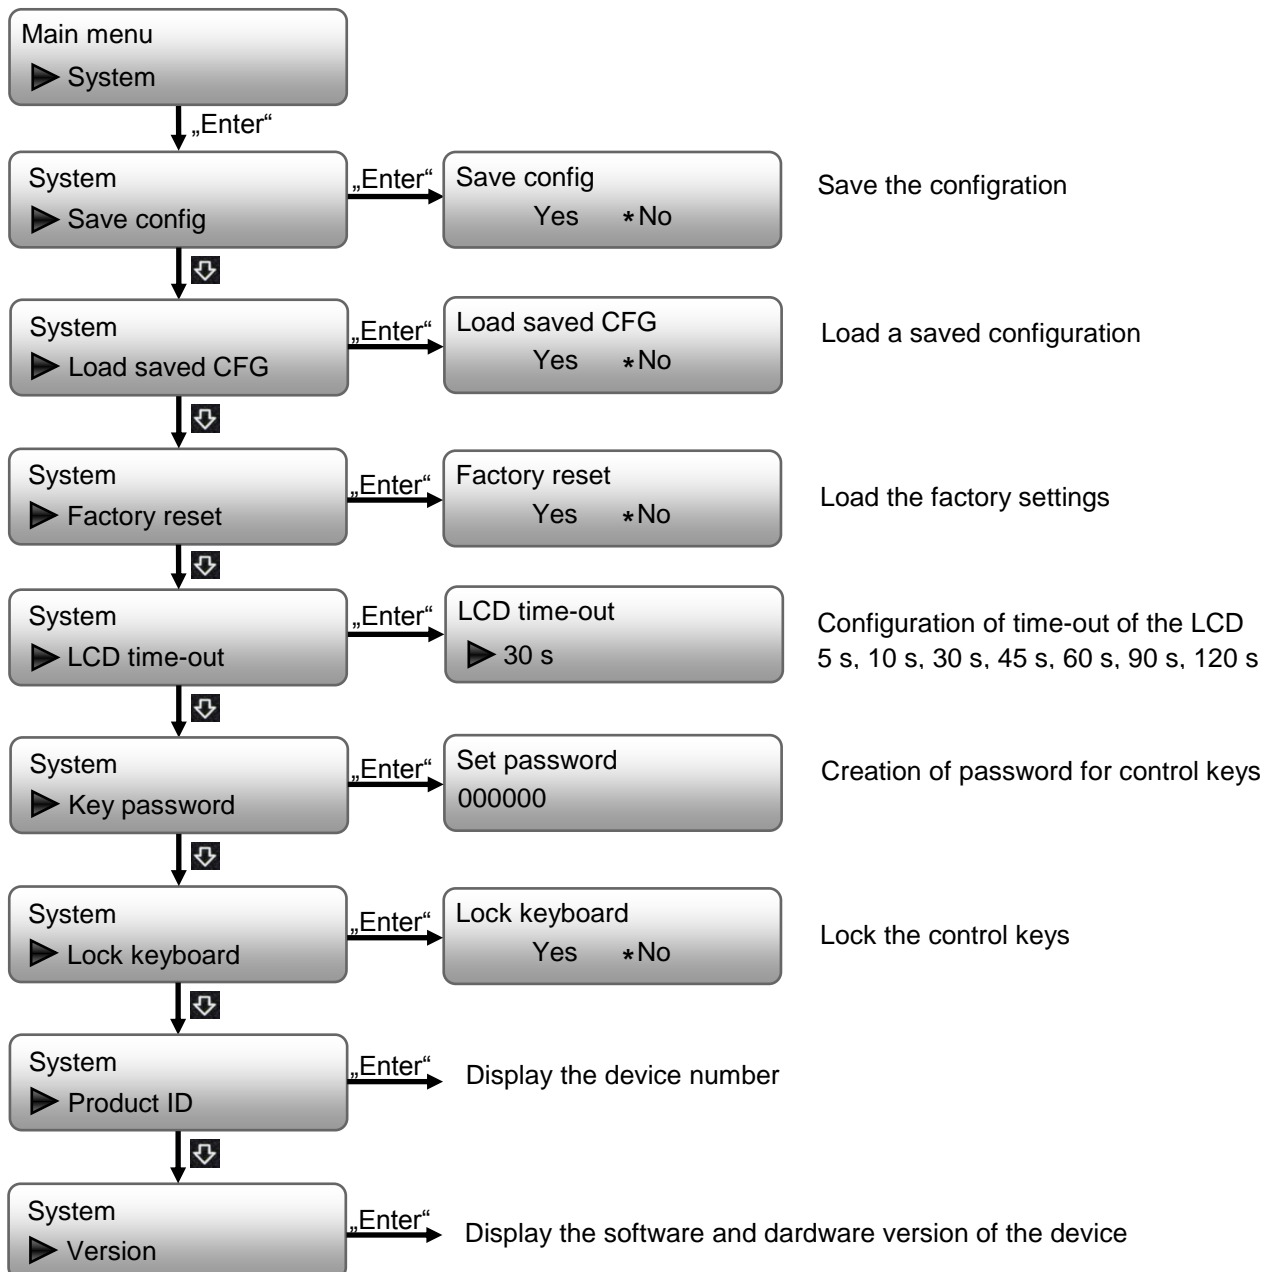 Main menu
System
„Enter“
System
Save config
„Enter“
Save config
Yes *No
Save the configration
System
Load saved CFG
„Enter“
Load saved CFG
Yes *No
Load a saved configuration
System
Factory reset
„Enter“
Factory reset
Yes *No
Load the factory settings
System
LCD time-out
„Enter“
LCD time-out
30 s
Configuration of time-out of the LCD
5 s, 10 s, 30 s, 45 s, 60 s, 90 s, 120 s
System
Key password
„Enter“
Set password
000000
Creation of password for control keys
System
Lock keyboard
„Enter“
Lock keyboard
Yes *No
Lock the control keys
System
Product ID
„Enter“
Display the device number
System
Version
„Enter“
Display the software and dardware version of the device